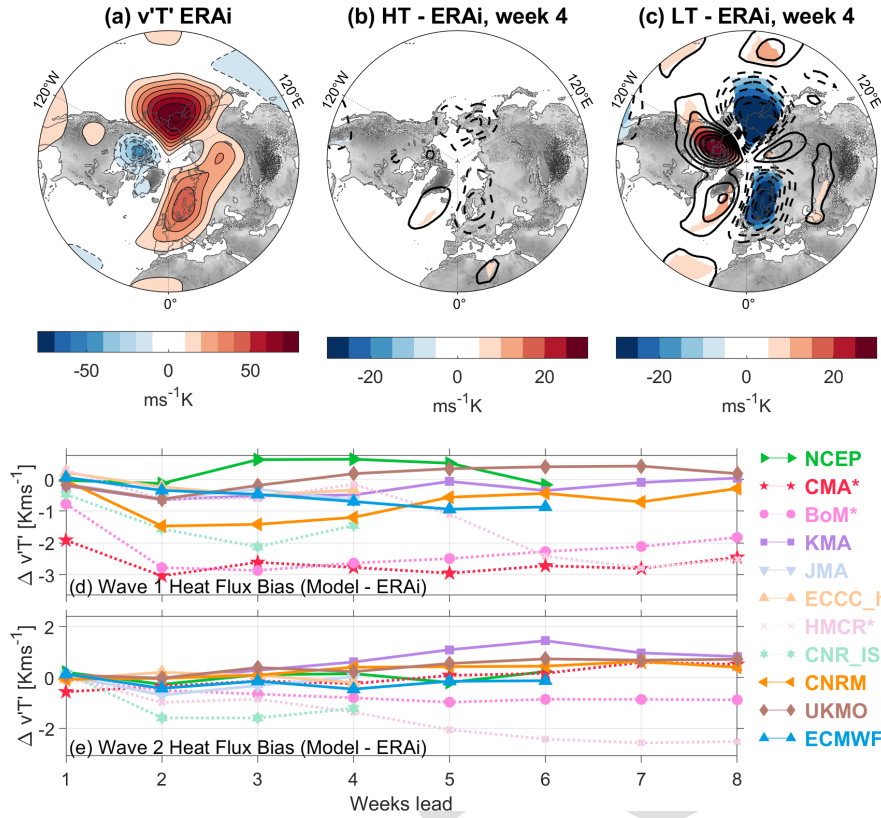 (a) v'T' ERAi
(b) HT - ERAi, week 4
(c) LT - ERAi, week 4
120°W
120°E
120°W
120°E
120°W
120°E
0°
0°
0°
-50 0 50
-20 0 20
-20 0 20
ms⁻¹K
ms⁻¹K
ms⁻¹K
Δ v'T' [Kms⁻¹]
0
-1
-2
-3
(d) Wave 1 Heat Flux Bias (Model - ERAi)
Δ v'T' [Kms⁻¹]
2
0
-2
(e) Wave 2 Heat Flux Bias (Model - ERAi)
1 2 3 4 5 6 7 8
Weeks lead
NCEP
CMA*
BoM*
KMA
JMA
ECCC_
HMCR*
CNR_IS
CNRM
UKMO
ECMWF